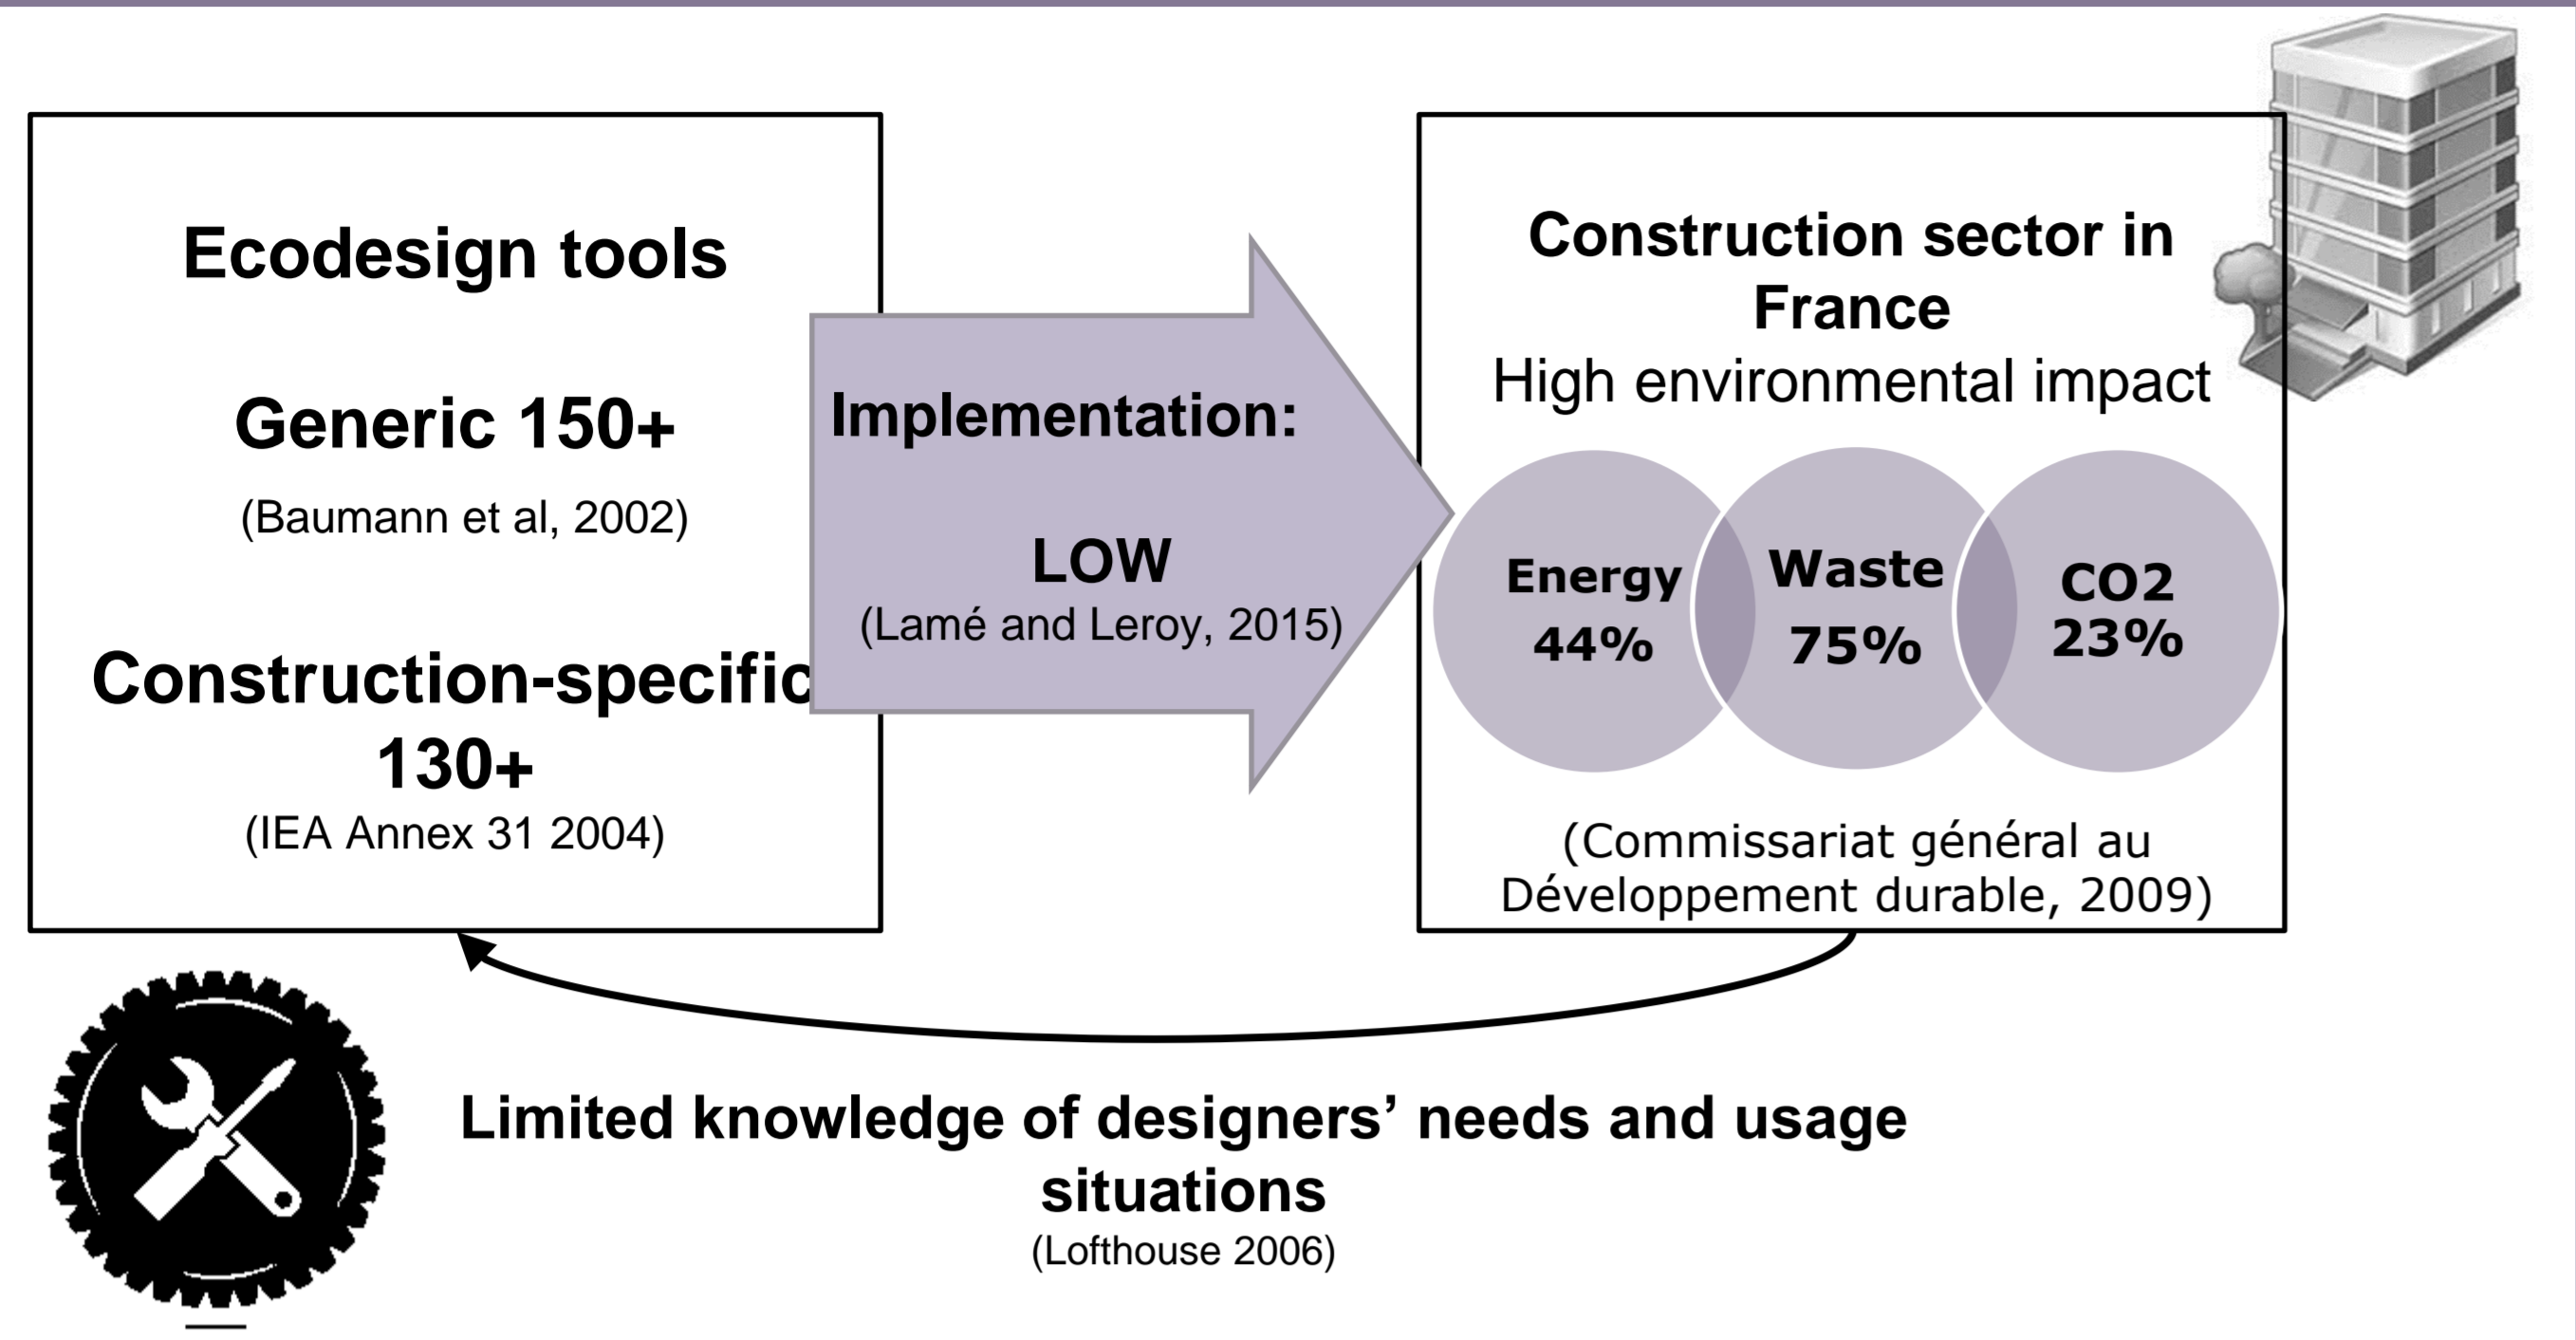 Ecodesign tools
Generic 150+
(Baumann et al, 2002)
Construction-specific
130+
(IEA Annex 31 2004)
Implementation:
LOW
(Lamé and Leroy, 2015)
Construction sector in
France
High environmental impact
Energy
44%
Waste
75%
CO2
23%
(Commissariat général au
Développement durable, 2009)
Limited knowledge of designers’ needs and usage
situations
(Lofthouse 2006)